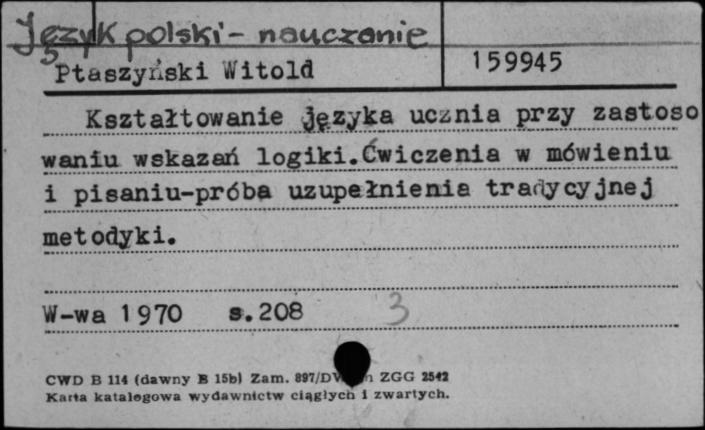 Język polski - nauczanie
Ptaszyński Witold
159945
Kształtowanie języka ucznia przy zastoso
waniu wskazań logiki.Ćwiczenia w mówieniu
i pisaniu-próba uzupełnienia tradycyjnej
metodyki.
W-wa 1970 s.208
3
CWD B 114 (dawny B 15b) Zam. 897/ ZGG 2542
Karta katalogowa wydawnictw ciągłych i zwartych.